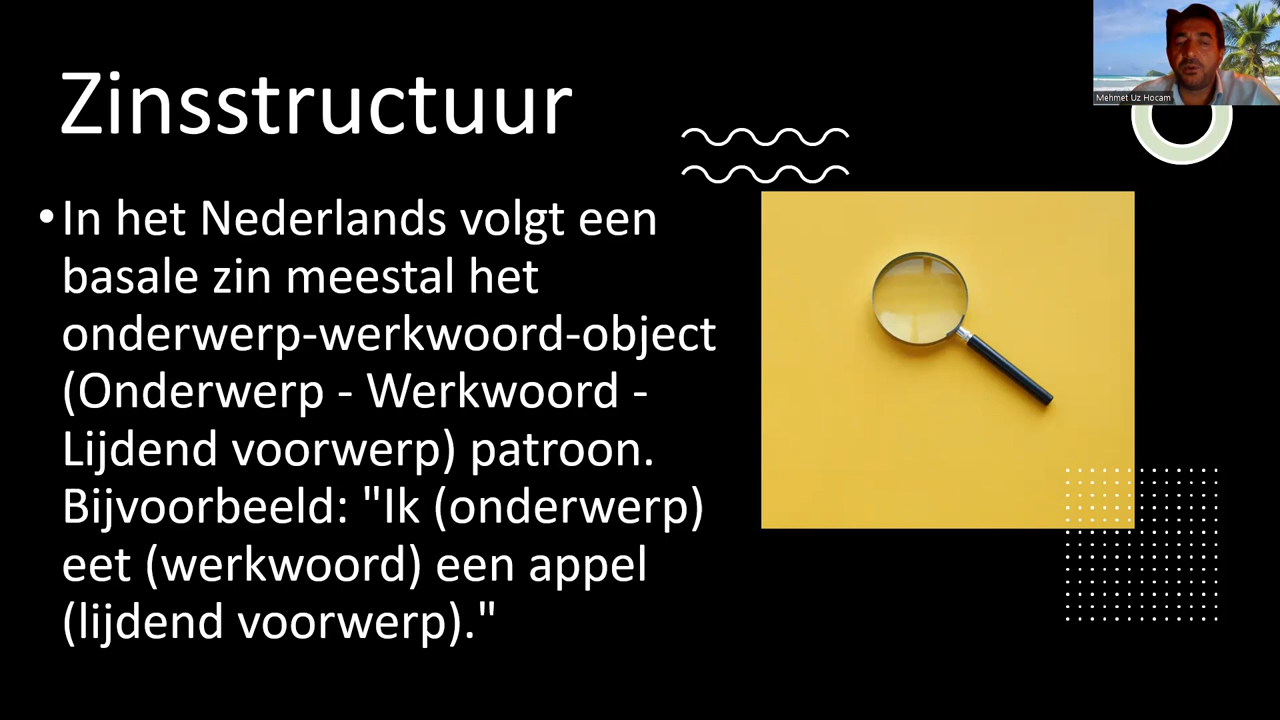 Zinsstructuur
•In het Nederlands volgt een
basale zin meestal het
onderwerp-werkwoord-object
(Onderwerp - Werkwoord -
Lijdend voorwerp) patroon.
Bijvoorbeeld: "Ik (onderwerp)
eet (werkwoord) een appel
(lijdend voorwerp)."
Mehmet Uz Hocam